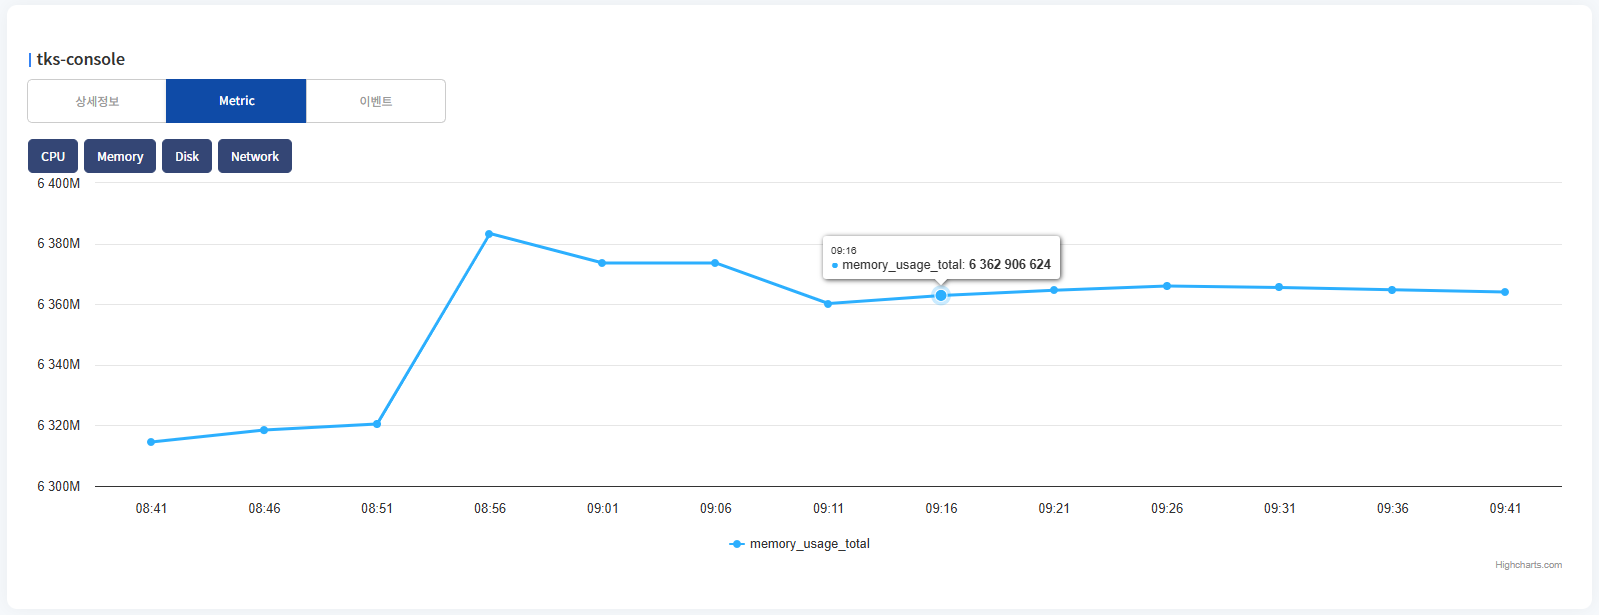 tks-console
상세정보 Metric 이벤트
CPU Memory Disk Network
6 400M
6 380M
6 360M
6 340M
6 320M
6 300M
09:16
memory_usage_total: 6 362 906 624
08:41 08:46 08:51 08:56 09:01 09:06 09:11 09:16 09:21 09:26 09:31 09:36 09:41
memory_usage_total
Highcharts.com